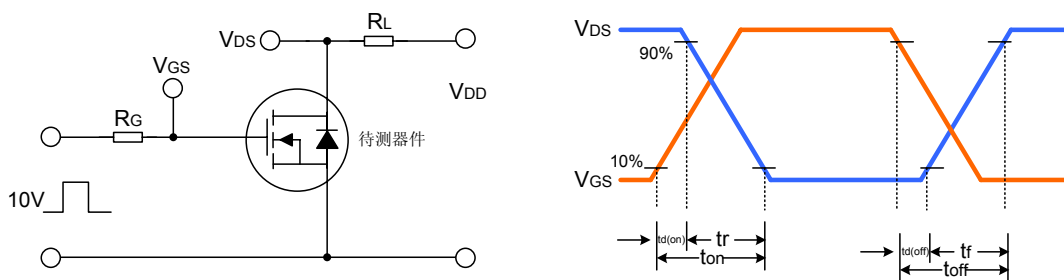 VDS
RL
VGS
VDD
RG
待测器件
10V
VDS
90%
10%
VGS
td(on)
tr
ton
td(off)
tf
toff